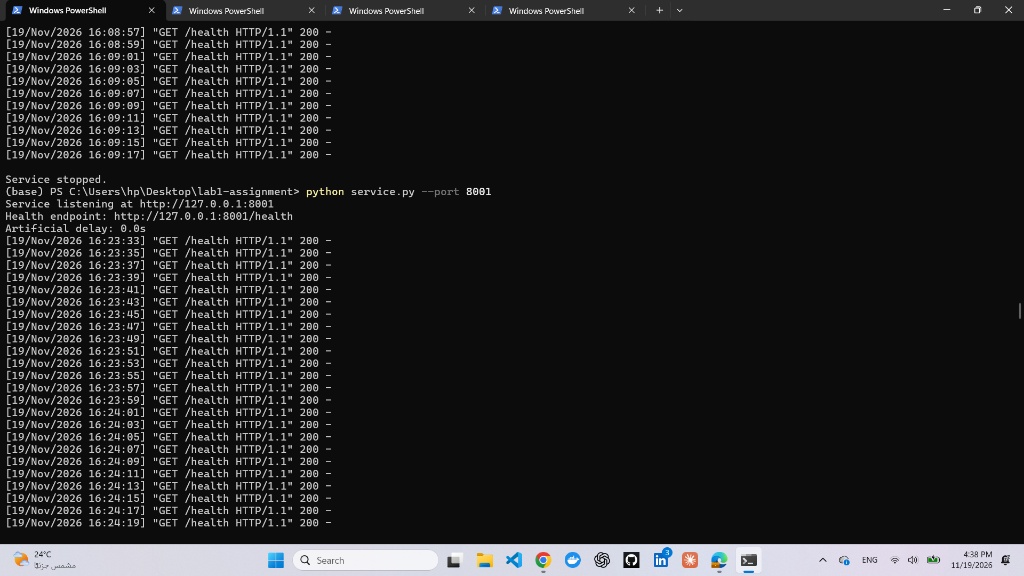 Windows PowerShell
Windows PowerShell
Windows PowerShell
Windows PowerShell
[19/Nov/2026 16:08:57] "GET /health HTTP/1.1" 200 -
[19/Nov/2026 16:08:59] "GET /health HTTP/1.1" 200 -
[19/Nov/2026 16:09:01] "GET /health HTTP/1.1" 200 -
[19/Nov/2026 16:09:03] "GET /health HTTP/1.1" 200 -
[19/Nov/2026 16:09:05] "GET /health HTTP/1.1" 200 -
[19/Nov/2026 16:09:07] "GET /health HTTP/1.1" 200 -
[19/Nov/2026 16:09:09] "GET /health HTTP/1.1" 200 -
[19/Nov/2026 16:09:11] "GET /health HTTP/1.1" 200 -
[19/Nov/2026 16:09:13] "GET /health HTTP/1.1" 200 -
[19/Nov/2026 16:09:15] "GET /health HTTP/1.1" 200 -
[19/Nov/2026 16:09:17] "GET /health HTTP/1.1" 200 -
Service stopped.
(base) PS C:\Users\hp\Desktop\lab1-assignment> python service.py --port 8001
Service listening at http://127.0.0.1:8001
Health endpoint: http://127.0.0.1:8001/health
Artificial delay: 0.0s
[19/Nov/2026 16:23:33] "GET /health HTTP/1.1" 200 -
[19/Nov/2026 16:23:35] "GET /health HTTP/1.1" 200 -
[19/Nov/2026 16:23:37] "GET /health HTTP/1.1" 200 -
[19/Nov/2026 16:23:39] "GET /health HTTP/1.1" 200 -
[19/Nov/2026 16:23:41] "GET /health HTTP/1.1" 200 -
[19/Nov/2026 16:23:43] "GET /health HTTP/1.1" 200 -
[19/Nov/2026 16:23:45] "GET /health HTTP/1.1" 200 -
[19/Nov/2026 16:23:47] "GET /health HTTP/1.1" 200 -
[19/Nov/2026 16:23:49] "GET /health HTTP/1.1" 200 -
[19/Nov/2026 16:23:51] "GET /health HTTP/1.1" 200 -
[19/Nov/2026 16:23:53] "GET /health HTTP/1.1" 200 -
[19/Nov/2026 16:23:55] "GET /health HTTP/1.1" 200 -
[19/Nov/2026 16:23:57] "GET /health HTTP/1.1" 200 -
[19/Nov/2026 16:23:59] "GET /health HTTP/1.1" 200 -
[19/Nov/2026 16:24:01] "GET /health HTTP/1.1" 200 -
[19/Nov/2026 16:24:03] "GET /health HTTP/1.1" 200 -
[19/Nov/2026 16:24:05] "GET /health HTTP/1.1" 200 -
[19/Nov/2026 16:24:07] "GET /health HTTP/1.1" 200 -
[19/Nov/2026 16:24:09] "GET /health HTTP/1.1" 200 -
[19/Nov/2026 16:24:11] "GET /health HTTP/1.1" 200 -
[19/Nov/2026 16:24:13] "GET /health HTTP/1.1" 200 -
[19/Nov/2026 16:24:15] "GET /health HTTP/1.1" 200 -
[19/Nov/2026 16:24:17] "GET /health HTTP/1.1" 200 -
[19/Nov/2026 16:24:19] "GET /health HTTP/1.1" 200 -
24°C
مشمس جزئيًا
Search
3
ENG
4:38 PM
11/19/2026